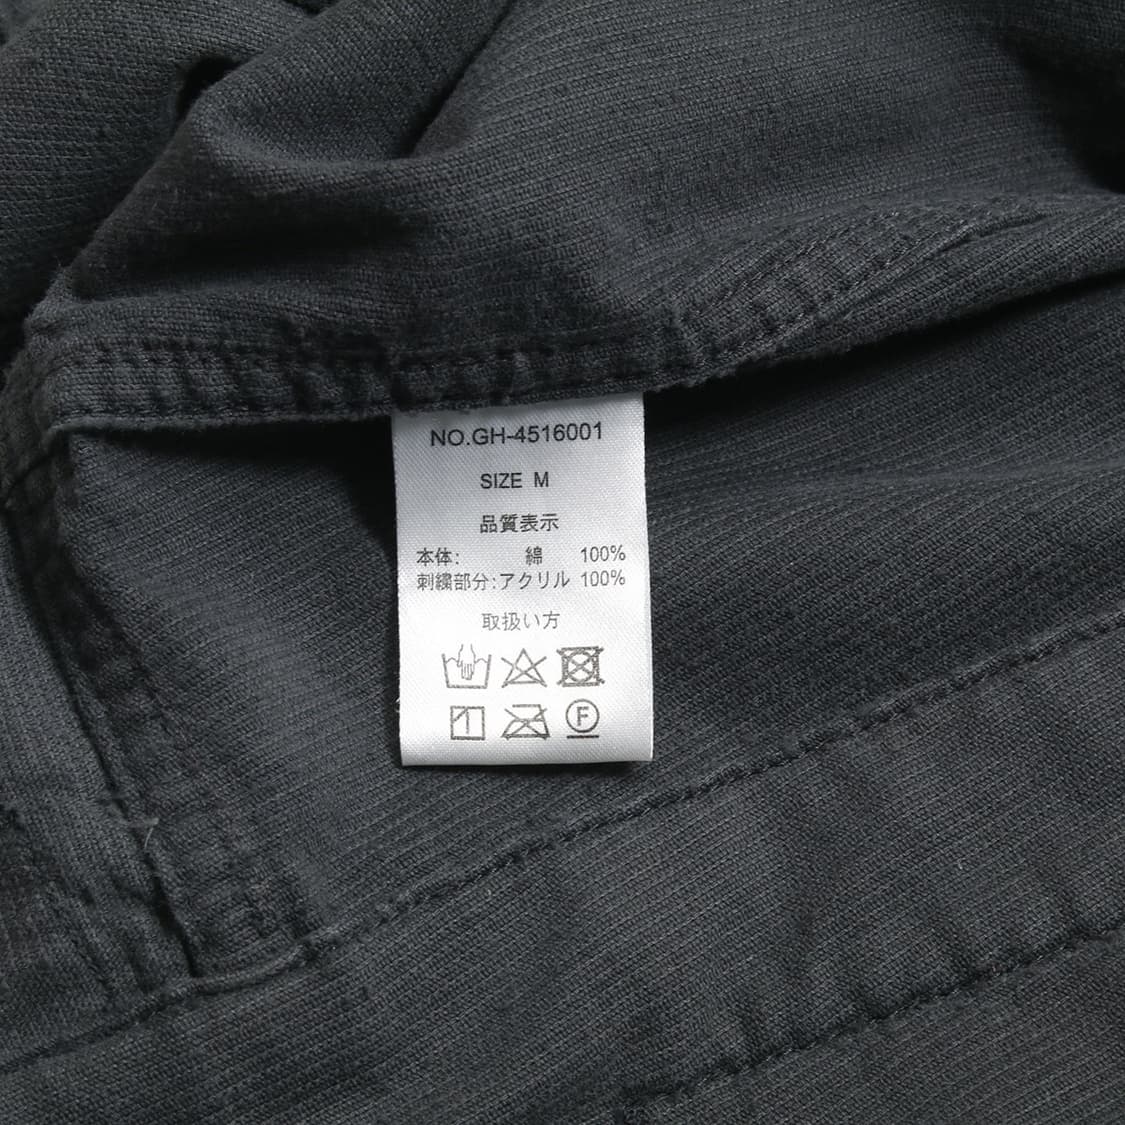 NO.GH-4516001
SIZE M
品質表示
本体: 綿 100%
刺繍部分:アクリル 100%
取扱い方
F